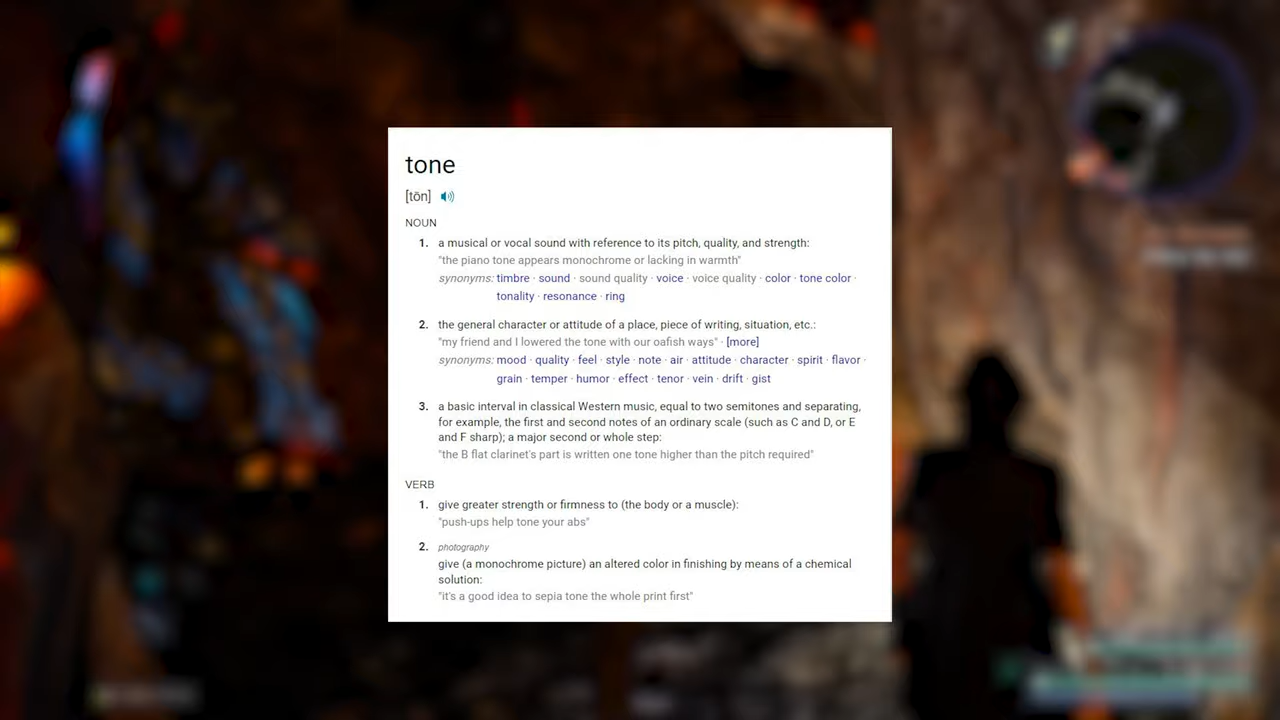 tone
[tōn]
NOUN
1. a musical or vocal sound with reference to its pitch, quality, and strength:
"the piano tone appears monochrome or lacking in warmth"
synonyms: timbre · sound · sound quality · voice · voice quality · color · tone color ·
tonality · resonance · ring
2. the general character or attitude of a place, piece of writing, situation, etc.:
"my friend and I lowered the tone with our oafish ways" · [more]
synonyms: mood · quality · feel · style · note · air · attitude · character · spirit · flavor ·
grain · temper · humor · effect · tenor · vein · drift · gist
3. a basic interval in classical Western music, equal to two semitones and separating,
for example, the first and second notes of an ordinary scale (such as C and D, or E
and F sharp); a major second or whole step:
"the B flat clarinet's part is written one tone higher than the pitch required"
VERB
1. give greater strength or firmness to (the body or a muscle):
"push-ups help tone your abs"
2. photography
give (a monochrome picture) an altered color in finishing by means of a chemical
solution:
"it's a good idea to sepia tone the whole print first"